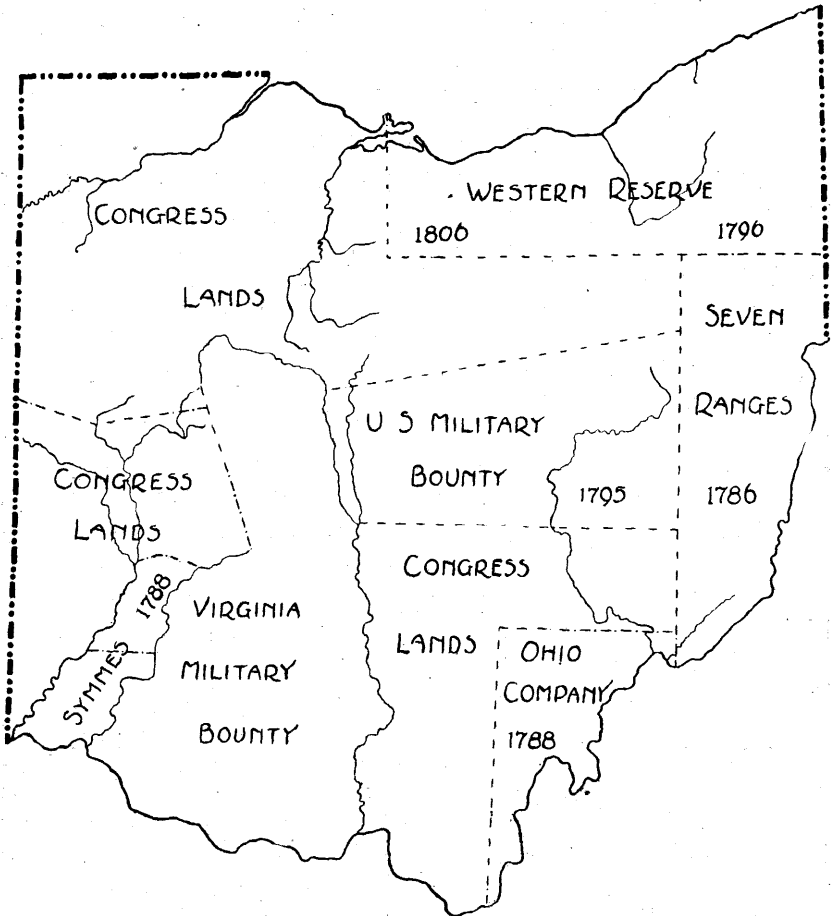 WESTERN RESERVE
1806 1796
CONGRESS
LANDS
SEVEN
RANGES
1786
U S MILITARY
BOUNTY
1795
CONGRESS
LANDS
CONGRESS
LANDS
OHIO
COMPANY
1788
VIRGINIA
MILITARY
BOUNTY
SYMMES
1788